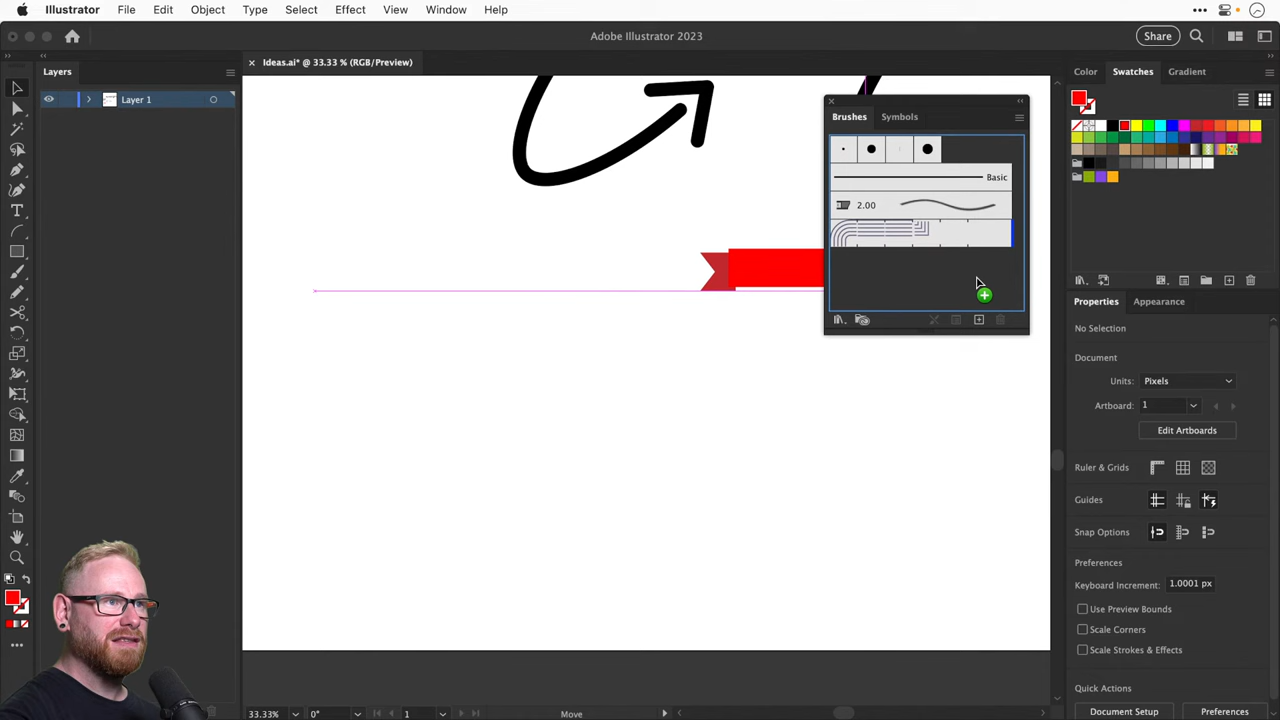 Illustrator File Edit Object Type Select Effect View Window Help
Adobe Illustrator 2023
Share
Layers
Ideas.ai* @ 33.33 % (RGB/Preview)
Color Swatches Gradient
Layer 1
Brushes Symbols
Basic
2.00
Properties Appearance
No Selection
Document
Units: Pixels
Artboard: 1
Edit Artboards
Ruler & Grids
Guides
Snap Options
Preferences
Keyboard Increment: 1.0001 px
Use Preview Bounds
Scale Corners
Scale Strokes & Effects
Quick Actions
Document Setup Preferences
33.33% 0° 1 Move